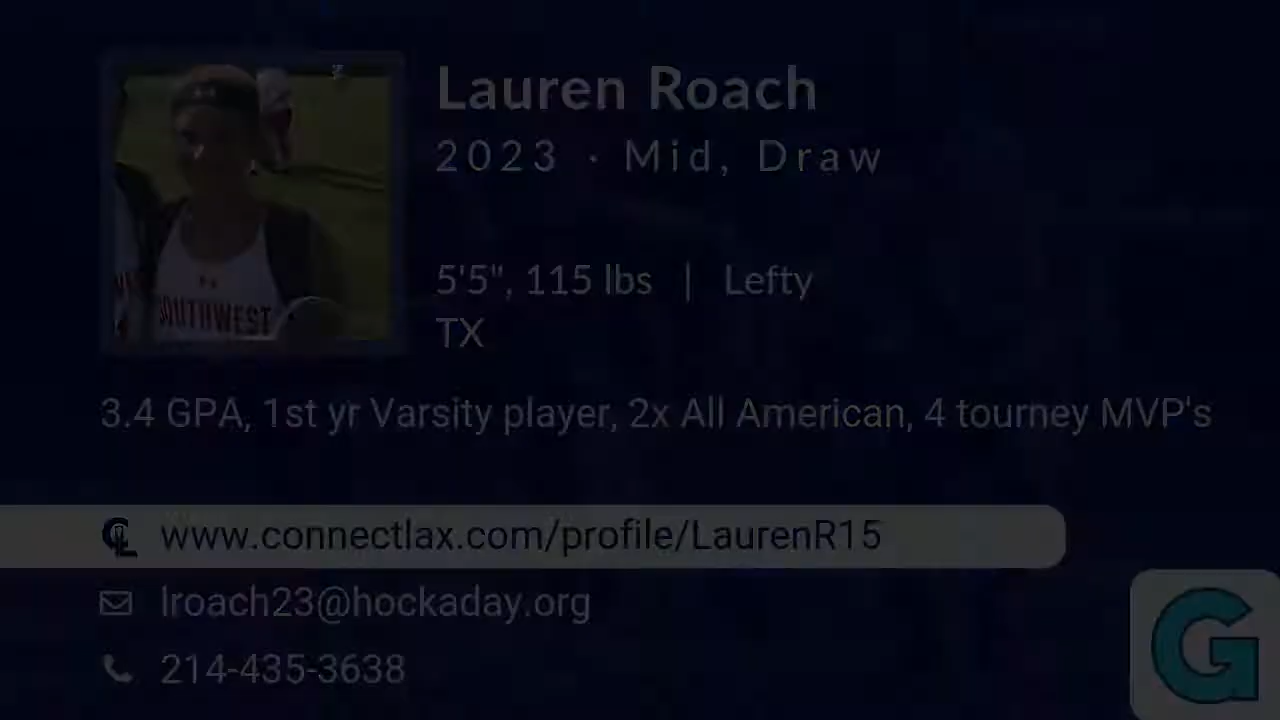 Lauren Roach
2023 · Mid, Draw
5'5", 115 lbs | Lefty
TX
3.4 GPA, 1st yr Varsity player, 2x All American, 4 tourney MVP's
www.connectlax.com/profile/LaurenR15
lroach23@hockaday.org
214-435-3638
SOUTHWEST
G